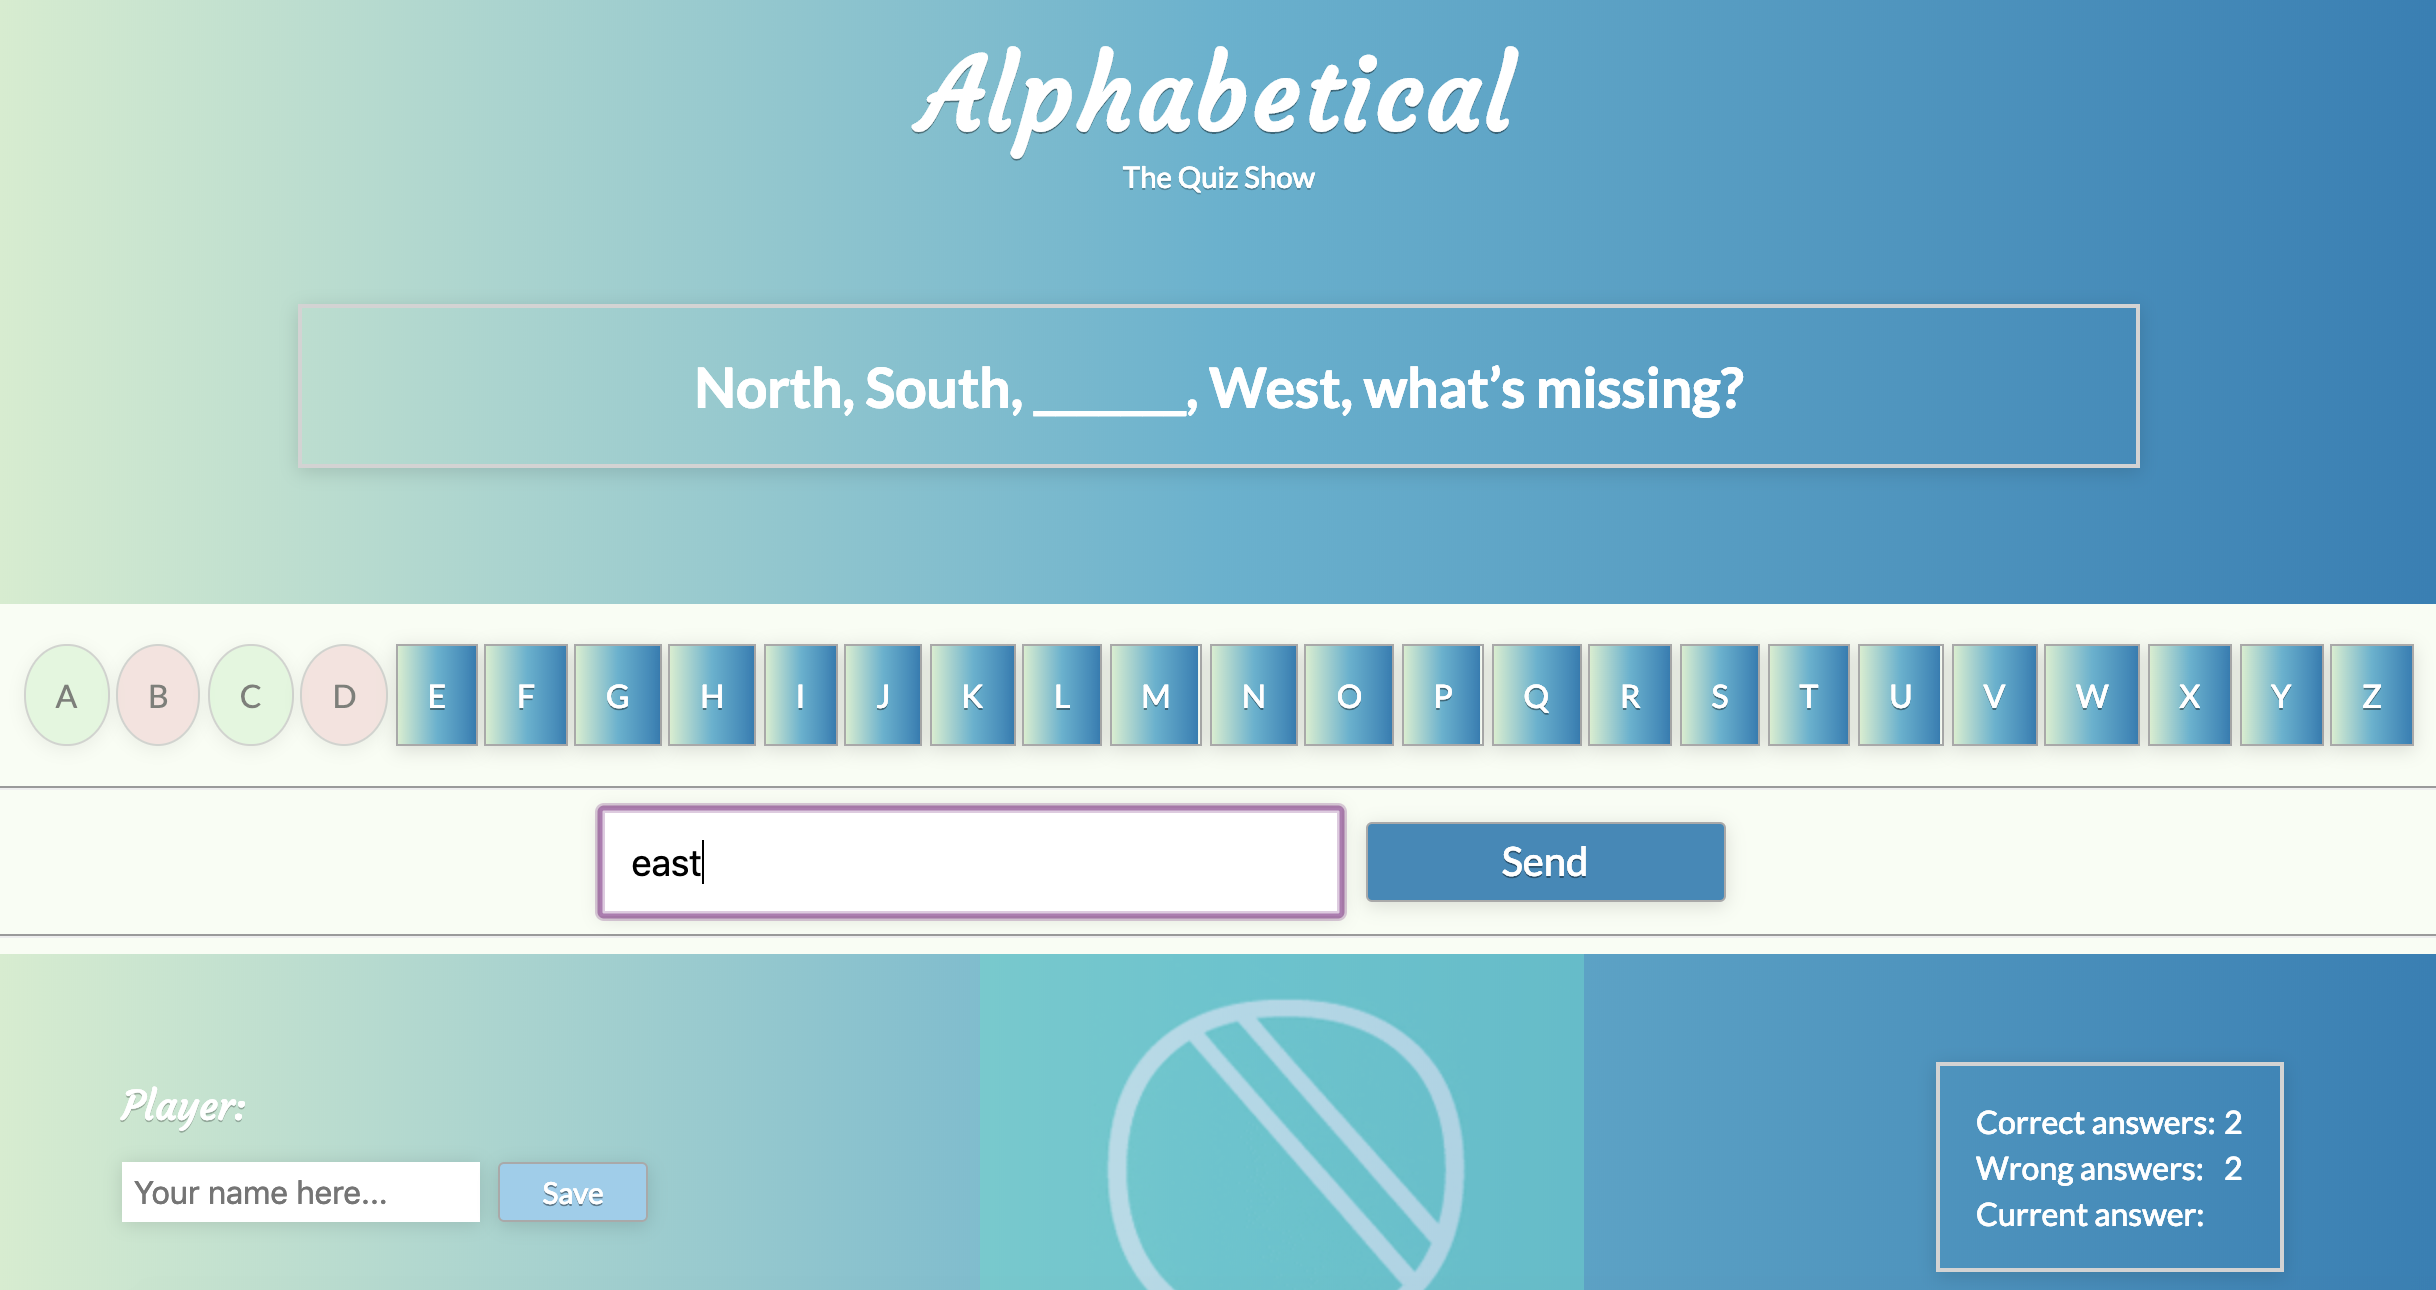 Alphabetical
The Quiz Show
North, South, ______, West, what’s missing?
A B C D E F G H I J K L M N O P Q R S T U V W X Y Z
east
Send
Player:
Your name here...
Save
Correct answers: 2
Wrong answers: 2
Current answer: